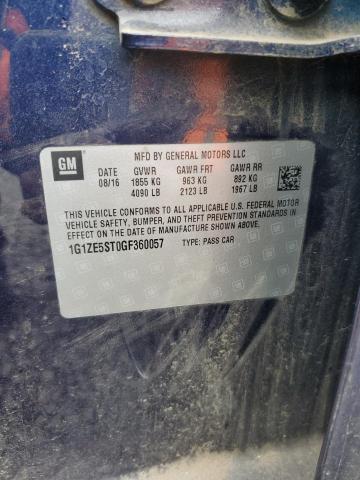 GM
MFD BY GENERAL MOTORS LLC
DATE GVWR GAWR FRT GAWR RR
08/16 1855 KG 963 KG 892 KG
4090 LB 2123 LB 1967 LB
THIS VEHICLE CONFORMS TO ALL APPLICABLE U.S. FEDERAL MOTOR
VEHICLE SAFETY, BUMPER, AND THEFT PREVENTION STANDARDS IN
EFFECT ON THE DATE OF MANUFACTURE SHOWN ABOVE.
1G1ZE5ST0GF360057 TYPE: PASS CAR